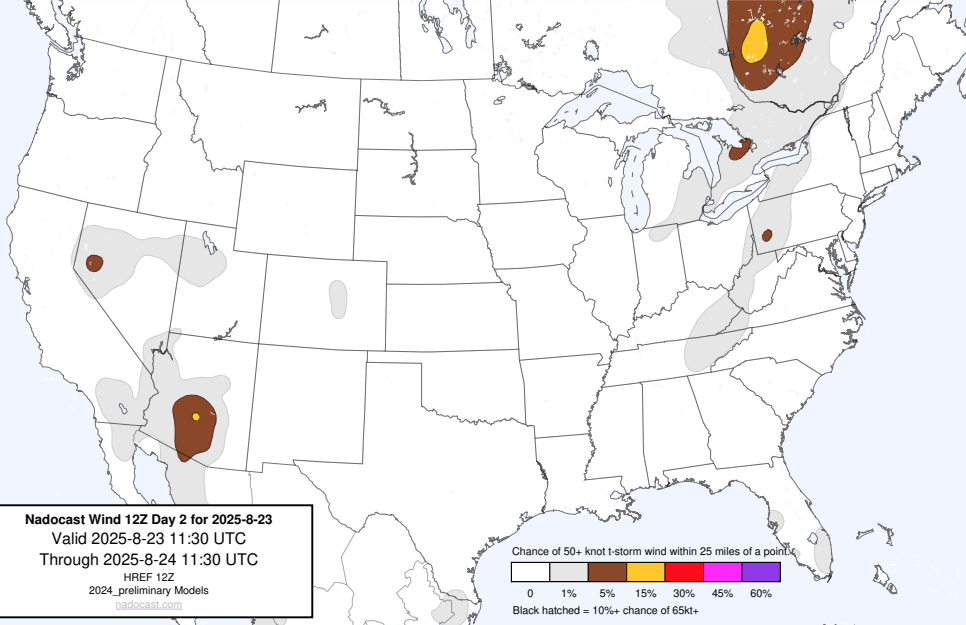 Nadocast Wind 12Z Day 2 for 2025-8-23
Valid 2025-8-23 11:30 UTC
Through 2025-8-24 11:30 UTC
HREF 12Z
2024_preliminary Models
nadocast.com
Chance of 50+ knot t-storm wind within 25 miles of a point.
0 1% 5% 15% 30% 45% 60%
Black hatched = 10%+ chance of 65kt+